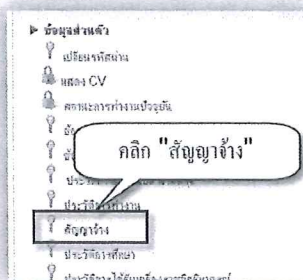 ข้อมูลส่วนตัว
เปลี่ยนรหัสผ่าน
แสดง CV
สถานะการทำงานปัจจุบัน
คลิก "สัญญาจ้าง"
ประวัติการทำงาน
สัญญาจ้าง
ประวัติการศึกษา